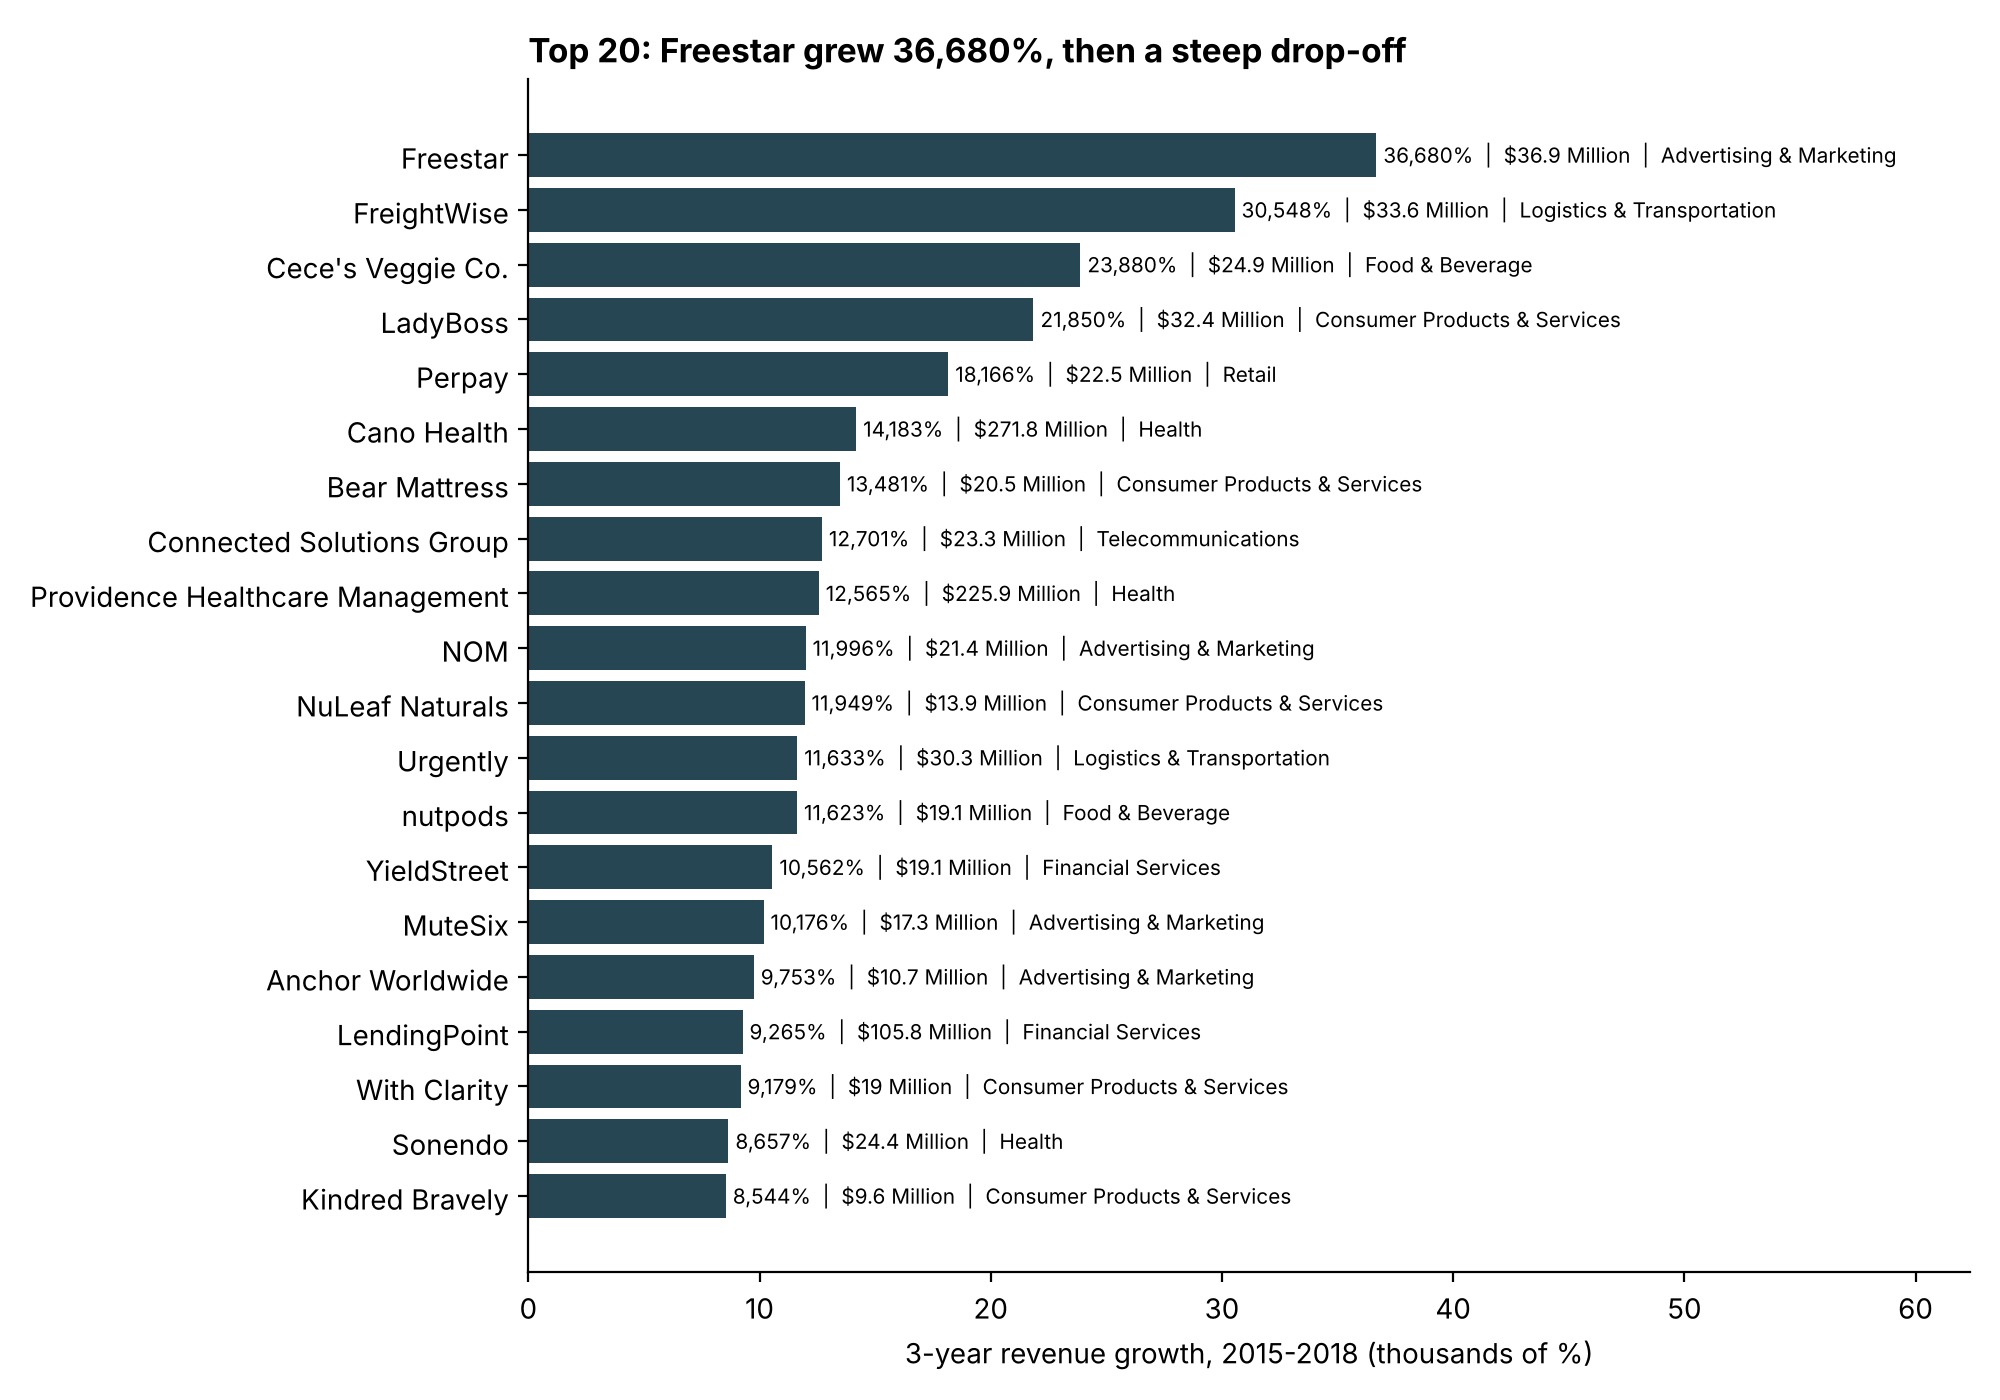 Top 20: Freestar grew 36,680%, then a steep drop-off
Freestar 36,680% | $36.9 Million | Advertising & Marketing
FreightWise 30,548% | $33.6 Million | Logistics & Transportation
Cece's Veggie Co. 23,880% | $24.9 Million | Food & Beverage
LadyBoss 21,850% | $32.4 Million | Consumer Products & Services
Perpay 18,166% | $22.5 Million | Retail
Cano Health 14,183% | $271.8 Million | Health
Bear Mattress 13,481% | $20.5 Million | Consumer Products & Services
Connected Solutions Group 12,701% | $23.3 Million | Telecommunications
Providence Healthcare Management 12,565% | $225.9 Million | Health
NOM 11,996% | $21.4 Million | Advertising & Marketing
NuLeaf Naturals 11,949% | $13.9 Million | Consumer Products & Services
Urgently 11,633% | $30.3 Million | Logistics & Transportation
nutpods 11,623% | $19.1 Million | Food & Beverage
YieldStreet 10,562% | $19.1 Million | Financial Services
MuteSix 10,176% | $17.3 Million | Advertising & Marketing
Anchor Worldwide 9,753% | $10.7 Million | Advertising & Marketing
LendingPoint 9,265% | $105.8 Million | Financial Services
With Clarity 9,179% | $19 Million | Consumer Products & Services
Sonendo 8,657% | $24.4 Million | Health
Kindred Bravely 8,544% | $9.6 Million | Consumer Products & Services
0 10 20 30 40 50 60
3-year revenue growth, 2015-2018 (thousands of %)